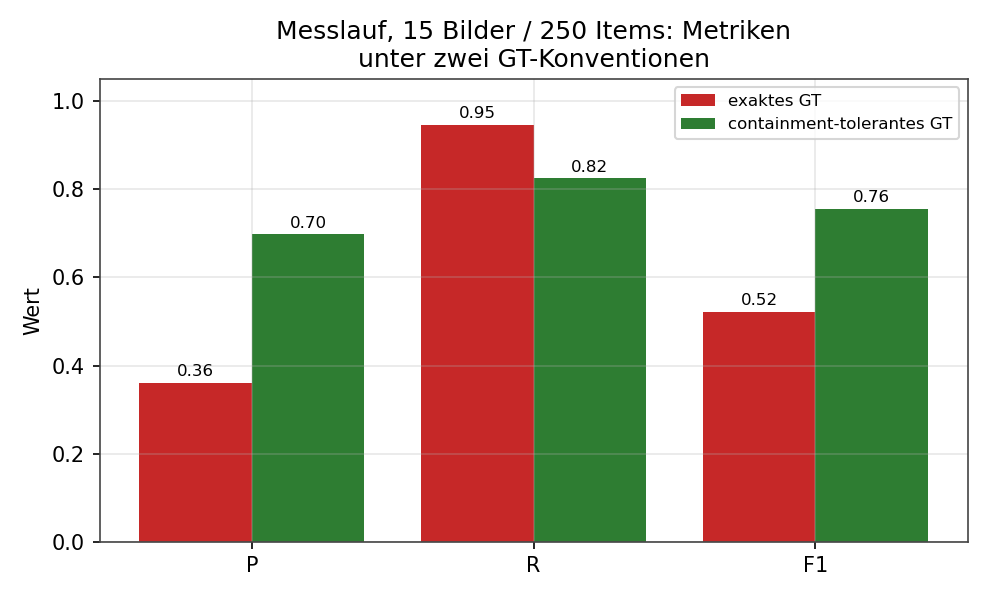 Messlauf, 15 Bilder / 250 Items: Metriken
unter zwei GT-Konventionen
exaktes GT
containment-tolerantes GT
Wert
1.0
0.8
0.6
0.4
0.2
0.0
0.36
0.70
0.95
0.82
0.52
0.76
P
R
F1